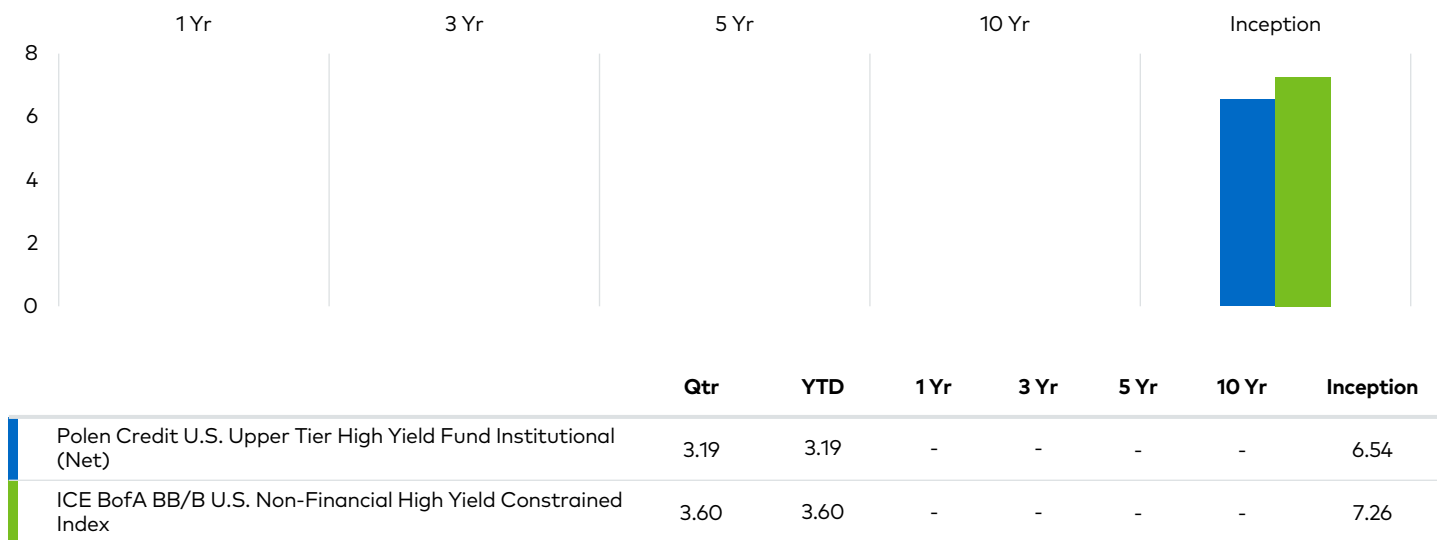 1 Yr 3 Yr 5 Yr 10 Yr Inception
8
6
4
2
0
Qtr YTD 1 Yr 3 Yr 5 Yr 10 Yr Inception
Polen Credit U.S. Upper Tier High Yield Fund Institutional
(Net)
3.19 3.19 - - - - 6.54
ICE BofA BB/B U.S. Non-Financial High Yield Constrained
Index
3.60 3.60 - - - - 7.26